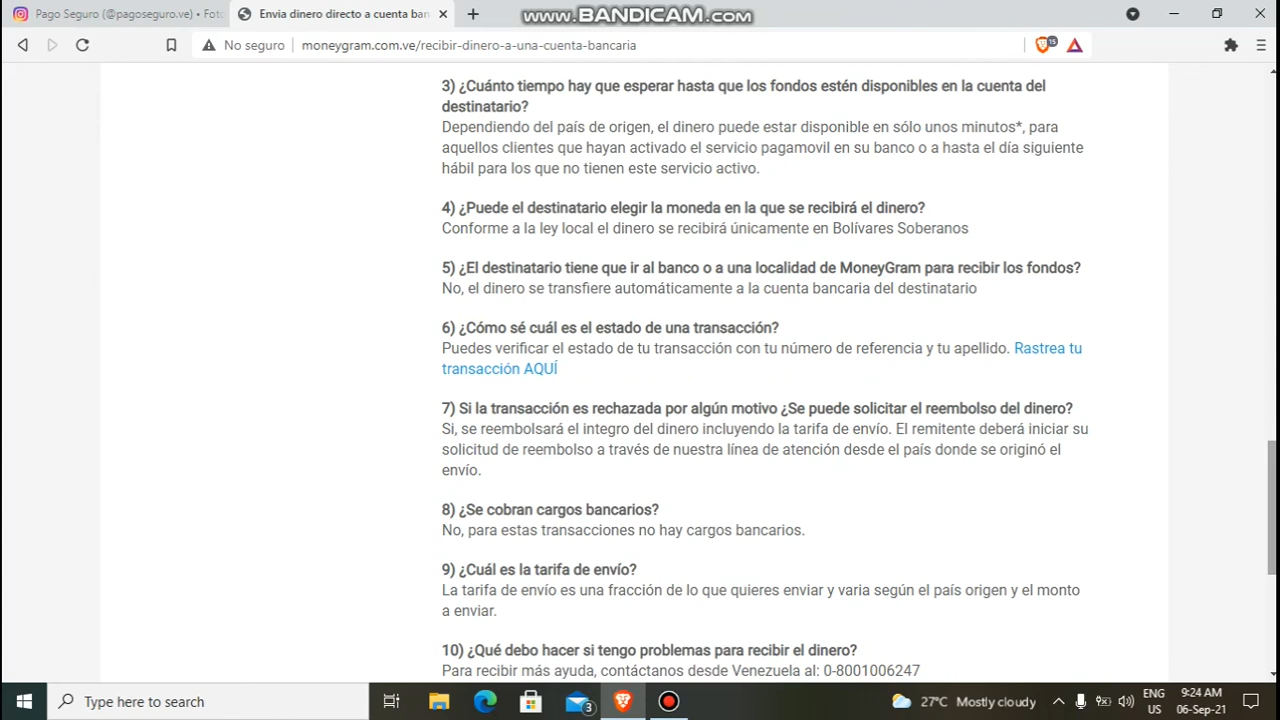 Pago Seguro (@pagoseguro.ve) • Foto
Envia dinero directo a cuenta ban
www.BANDICAM.com
No seguro
moneygram.com.ve/recibir-dinero-a-una-cuenta-bancaria
15
3) ¿Cuánto tiempo hay que esperar hasta que los fondos estén disponibles en la cuenta del
destinatario?
Dependiendo del país de origen, el dinero puede estar disponible en sólo unos minutos*, para
aquellos clientes que hayan activado el servicio pagamovil en su banco o a hasta el día siguiente
hábil para los que no tienen este servicio activo.
4) ¿Puede el destinatario elegir la moneda en la que se recibirá el dinero?
Conforme a la ley local el dinero se recibirá únicamente en Bolívares Soberanos
5) ¿El destinatario tiene que ir al banco o a una localidad de MoneyGram para recibir los fondos?
No, el dinero se transfiere automáticamente a la cuenta bancaria del destinatario
6) ¿Cómo sé cuál es el estado de una transacción?
Puedes verificar el estado de tu transacción con tu número de referencia y tu apellido. Rastrea tu
transacción AQUÍ
7) Si la transacción es rechazada por algún motivo ¿Se puede solicitar el reembolso del dinero?
Si, se reembolsará el integro del dinero incluyendo la tarifa de envío. El remitente deberá iniciar su
solicitud de reembolso a través de nuestra línea de atención desde el país donde se originó el
envío.
8) ¿Se cobran cargos bancarios?
No, para estas transacciones no hay cargos bancarios.
9) ¿Cuál es la tarifa de envío?
La tarifa de envío es una fracción de lo que quieres enviar y varia según el país origen y el monto
a enviar.
10) ¿Qué debo hacer si tengo problemas para recibir el dinero?
Para recibir más ayuda, contáctanos desde Venezuela al: 0-8001006247
Type here to search
3
27°C Mostly cloudy
ENG
US
9:24 AM
06-Sep-21